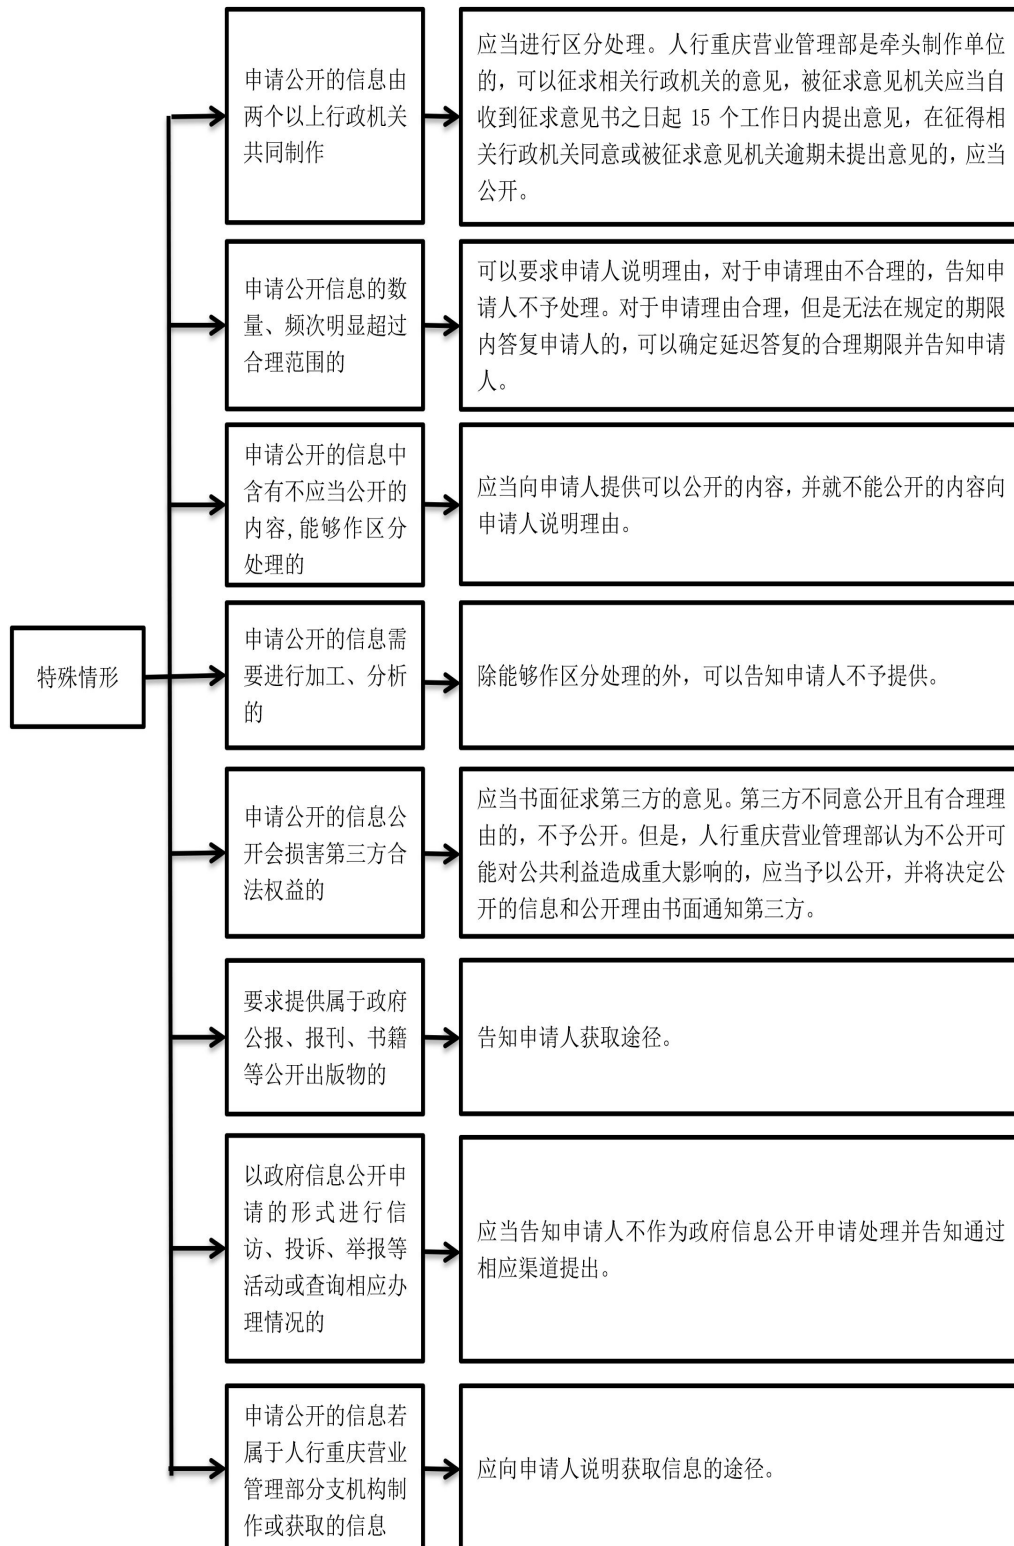 申请公开的信息由
两个以上行政机关
共同制作
应当进行区分处理。人行重庆营业管理部是牵头制作单位
的，可以征求相关行政机关的意见，被征求意见机关应当自
收到征求意见书之日起 15 个工作日内提出意见，在征得相
关行政机关同意或被征求意见机关逾期未提出意见的，应当
公开。
申请公开信息的数
量、频次明显超过
合理范围的
可以要求申请人说明理由，对于申请理由不合理的，告知申
请人不予处理。对于申请理由合理，但是无法在规定的期限
内答复申请人的，可以确定延迟答复的合理期限并告知申请
人。
申请公开的信息中
含有不应当公开的
内容,能够作区分
处理的
应当向申请人提供可以公开的内容，并就不能公开的内容向
申请人说明理由。
特殊情形
申请公开的信息需
要进行加工、分析
的
除能够作区分处理的外，可以告知申请人不予提供。
申请公开的信息公
开会损害第三方合
法权益的
应当书面征求第三方的意见。第三方不同意公开且有合理理
由的，不予公开。但是，人行重庆营业管理部认为不公开可
能对公共利益造成重大影响的，应当予以公开，并将决定公
开的信息和公开理由书面通知第三方。
要求提供属于政府
公报、报刊、书籍
等公开出版物的
告知申请人获取途径。
以政府信息公开申
请的形式进行信
访、投诉、举报等
活动或查询相应办
理情况的
应当告知申请人不作为政府信息公开申请处理并告知通过
相应渠道提出。
申请公开的信息若
属于人行重庆营业
管理部分支机构制
作或获取的信息
应向申请人说明获取信息的途径。